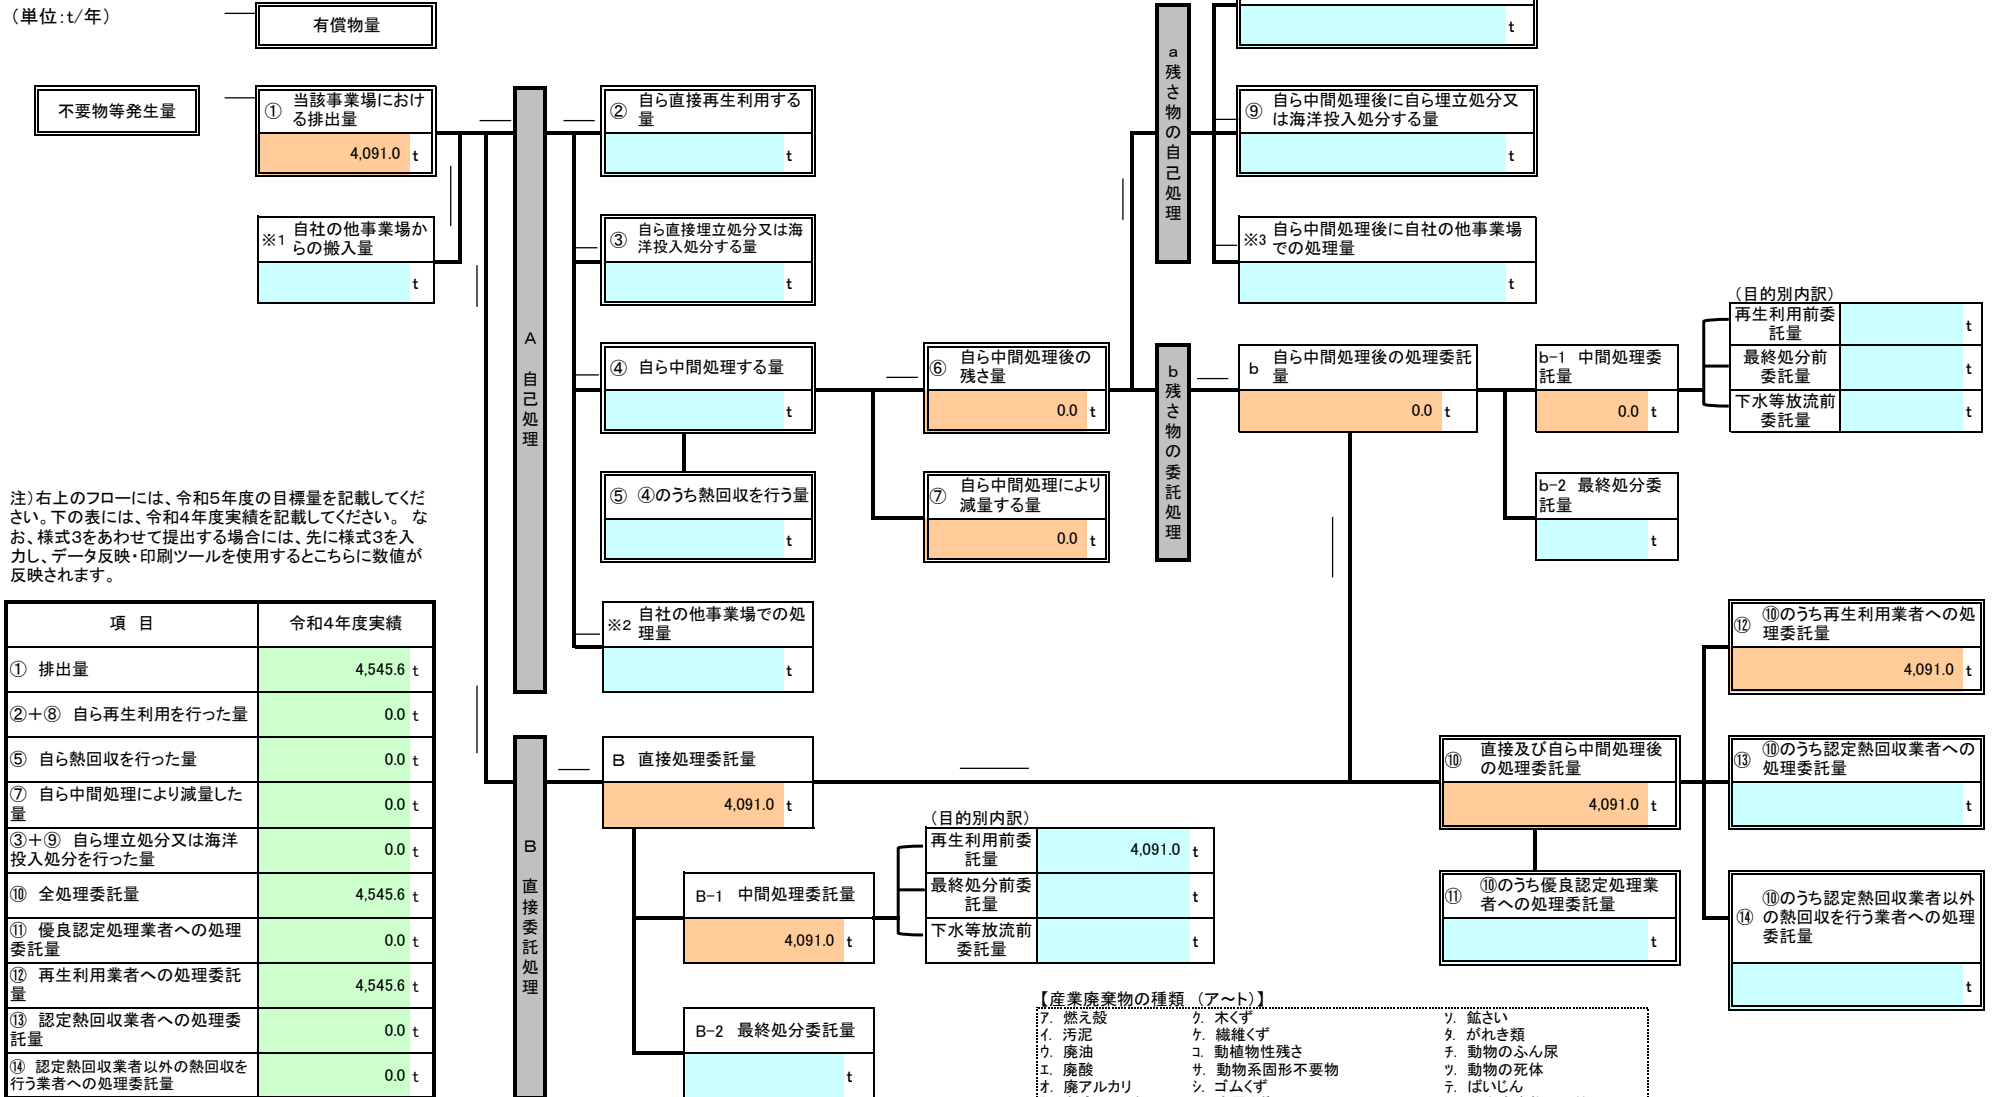 （単位：t/年）
有償物量
不要物等発生量
① 当該事業場におけ
る排出量
4,091.0 t
※1 自社の他事業場か
らの搬入量
t
A 自己処理
② 自ら直接再生利用する
量
t
③ 自ら直接埋立処分又は海
洋投入処分する量
t
④ 自ら中間処理する量
t
⑤ ④のうち熱回収を行う量
t
※2 自社の他事業場での処
理量
t
⑥ 自ら中間処理後の
残さ量
0.0 t
⑦ 自ら中間処理により
減量する量
0.0 t
a 残さ物の自己処理
t
⑨ 自ら中間処理後に自ら埋立処分又
は海洋投入処分する量
t
※3 自ら中間処理後に自社の他事業場
での処理量
t
b 残さ物の委託処理
b 自ら中間処理後の処理委託
量
0.0 t
b-1 中間処理委
託量
0.0 t
（目的別内訳）
再生利用前委
託量
t
最終処分前
委託量
t
下水等放流前
委託量
t
b-2 最終処分委
託量
t
注）右上のフローには、令和5年度の目標量を記載してくだ
さい。下の表には、令和4年度実績を記載してください。 な
お、様式3をあわせて提出する場合には、先に様式3を入
力し、データ反映・印刷ツールを使用するとこちらに数値が
反映されます。
項 目 令和4年度実績
① 排出量 4,545.6 t
②＋⑧ 自ら再生利用を行った量 0.0 t
⑤ 自ら熱回収を行った量 0.0 t
⑦ 自ら中間処理により減量した
量 0.0 t
③＋⑨ 自ら埋立処分又は海洋
投入処分を行った量 0.0 t
⑩ 全処理委託量 4,545.6 t
⑪ 優良認定処理業者への処理
委託量 0.0 t
⑫ 再生利用業者への処理委託
量 4,545.6 t
⑬ 認定熱回収業者への処理委
託量 0.0 t
⑭ 認定熱回収業者以外の熱回収を
行う業者への処理委託量 0.0 t
B 直接委託処理
B 直接処理委託量
4,091.0 t
B-1 中間処理委託量
4,091.0 t
（目的別内訳）
再生利用前委
託量 4,091.0 t
最終処分前委
託量 t
下水等放流前
委託量 t
B-2 最終処分委託量
t
⑩ 直接及び自ら中間処理後
の処理委託量
4,091.0 t
⑪ ⑩のうち優良認定処理業
者への処理委託量
t
⑫ ⑩のうち再生利用業者への処
理委託量
4,091.0 t
⑬ ⑩のうち認定熱回収業者への
処理委託量
t
⑭ ⑩のうち認定熱回収業者以外
の熱回収を行う業者への処理
委託量
t
【産業廃棄物の種類 （ア～ト）】
ア. 燃え殻 ク. 木くず ソ. 鉱さい
イ. 汚泥 ケ. 繊維くず タ. がれき類
ウ. 廃油 コ. 動植物性残さ チ. 動物のふん尿
エ. 廃酸 サ. 動物系固形不要物 ツ. 動物の死体
オ. 廃アルカリ シ. ゴムくず テ. ばいじん